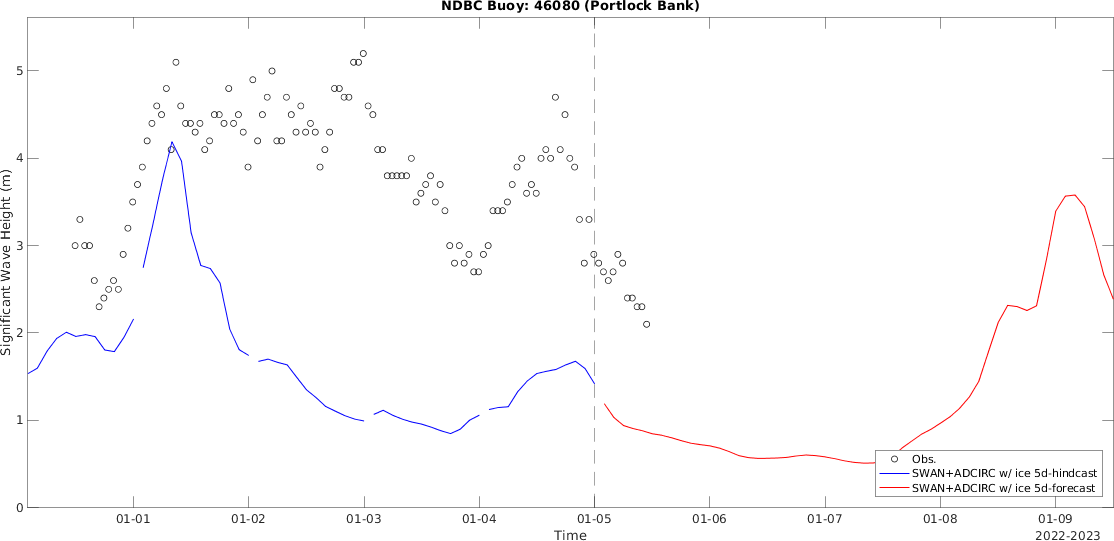 NDBC Buoy: 46080 (Portlock Bank)
Significant Wave Height (m)
5
4
3
2
1
0
Obs.
SWAN+ADCIRC w/ ice 5d-hindcast
SWAN+ADCIRC w/ ice 5d-forecast
01-01 01-02 01-03 01-04 01-05 01-06 01-07 01-08 01-09
Time
2022-2023